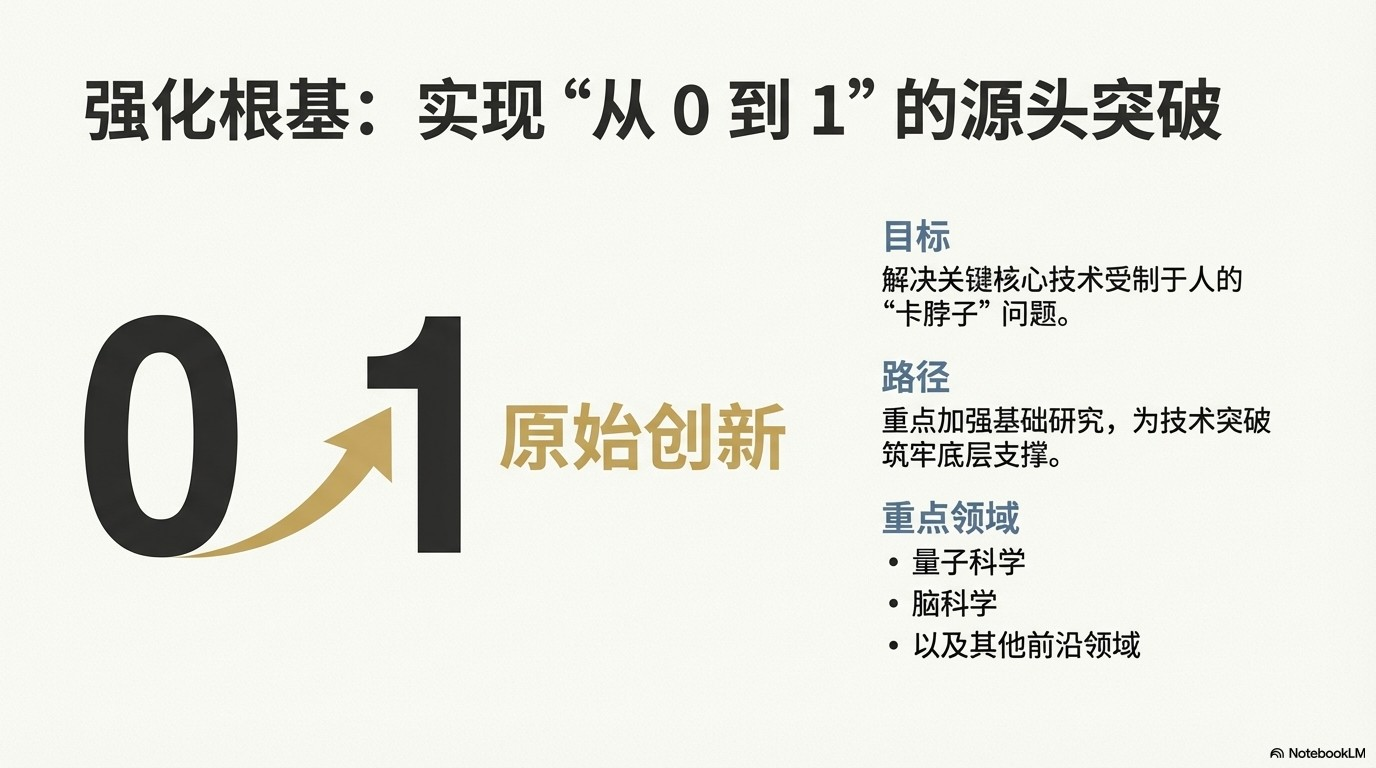 强化根基：实现“从 0 到 1”的源头突破
0 1
原始创新
目标
解决关键核心技术受制于人的
“卡脖子”问题。
路径
重点加强基础研究，为技术突破
筑牢底层支撑。
重点领域
• 量子科学
• 脑科学
• 以及其他前沿领域
NotebookLM